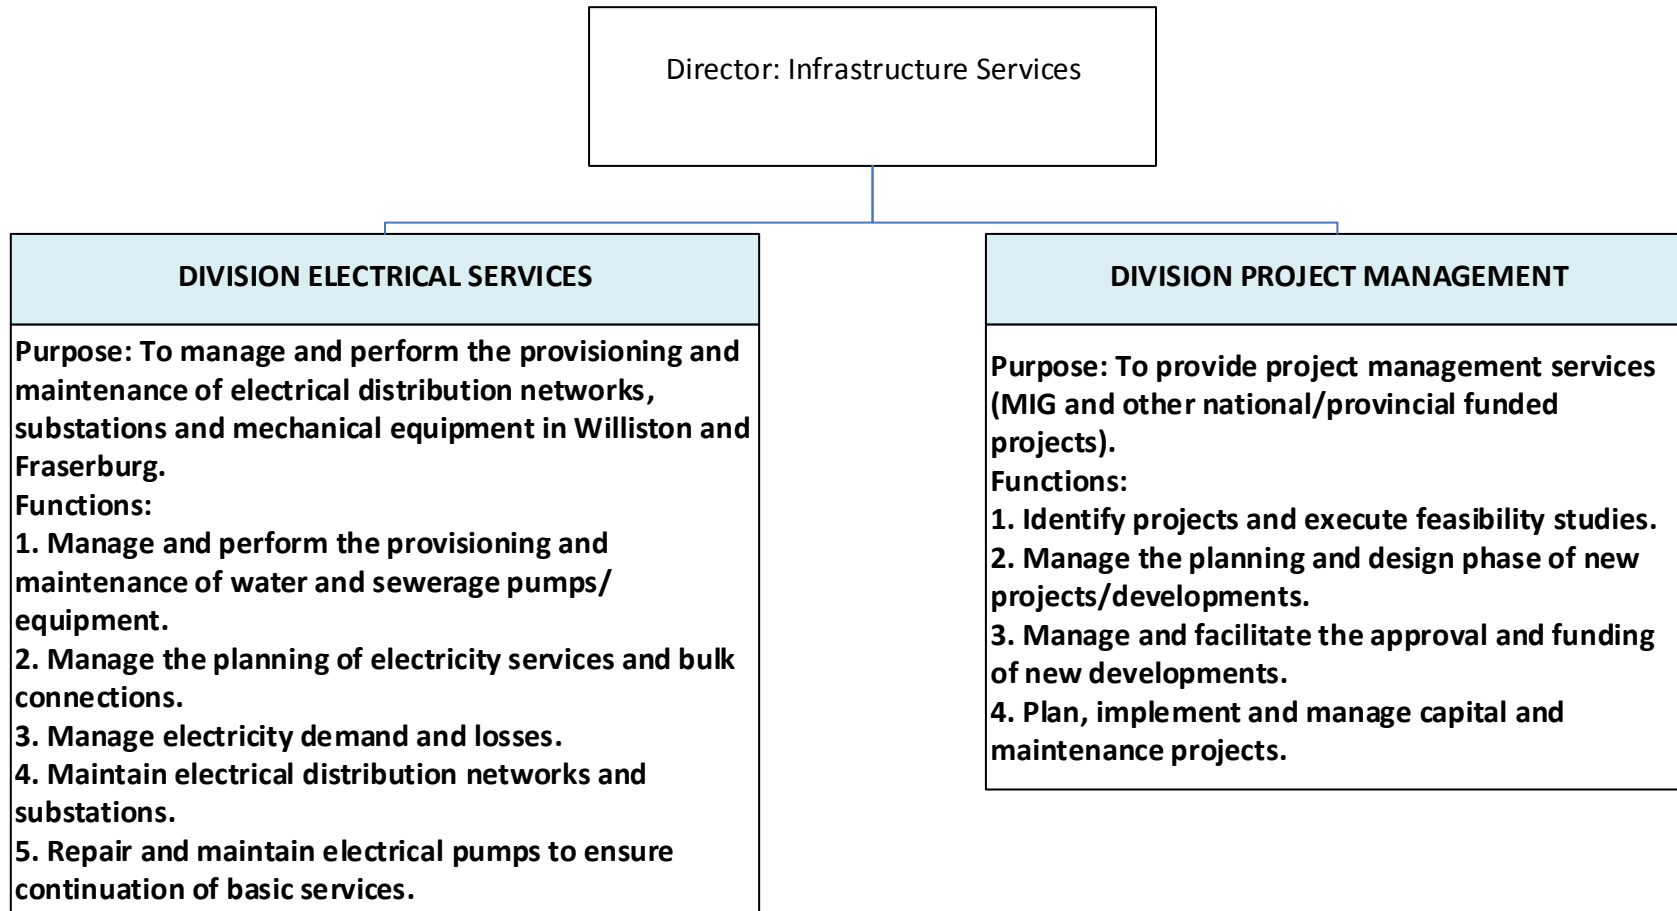 Director: Infrastructure Services
DIVISION ELECTRICAL SERVICES
Purpose: To manage and perform the provisioning and
maintenance of electrical distribution networks,
substations and mechanical equipment in Williston and
Fraserburg.
Functions:
1. Manage and perform the provisioning and
maintenance of water and sewerage pumps/
equipment.
2. Manage the planning of electricity services and bulk
connections.
3. Manage electricity demand and losses.
4. Maintain electrical distribution networks and
substations.
5. Repair and maintain electrical pumps to ensure
continuation of basic services.
DIVISION PROJECT MANAGEMENT
Purpose: To provide project management services
(MIG and other national/provincial funded
projects).
Functions:
1. Identify projects and execute feasibility studies.
2. Manage the planning and design phase of new
projects/developments.
3. Manage and facilitate the approval and funding
of new developments.
4. Plan, implement and manage capital and
maintenance projects.